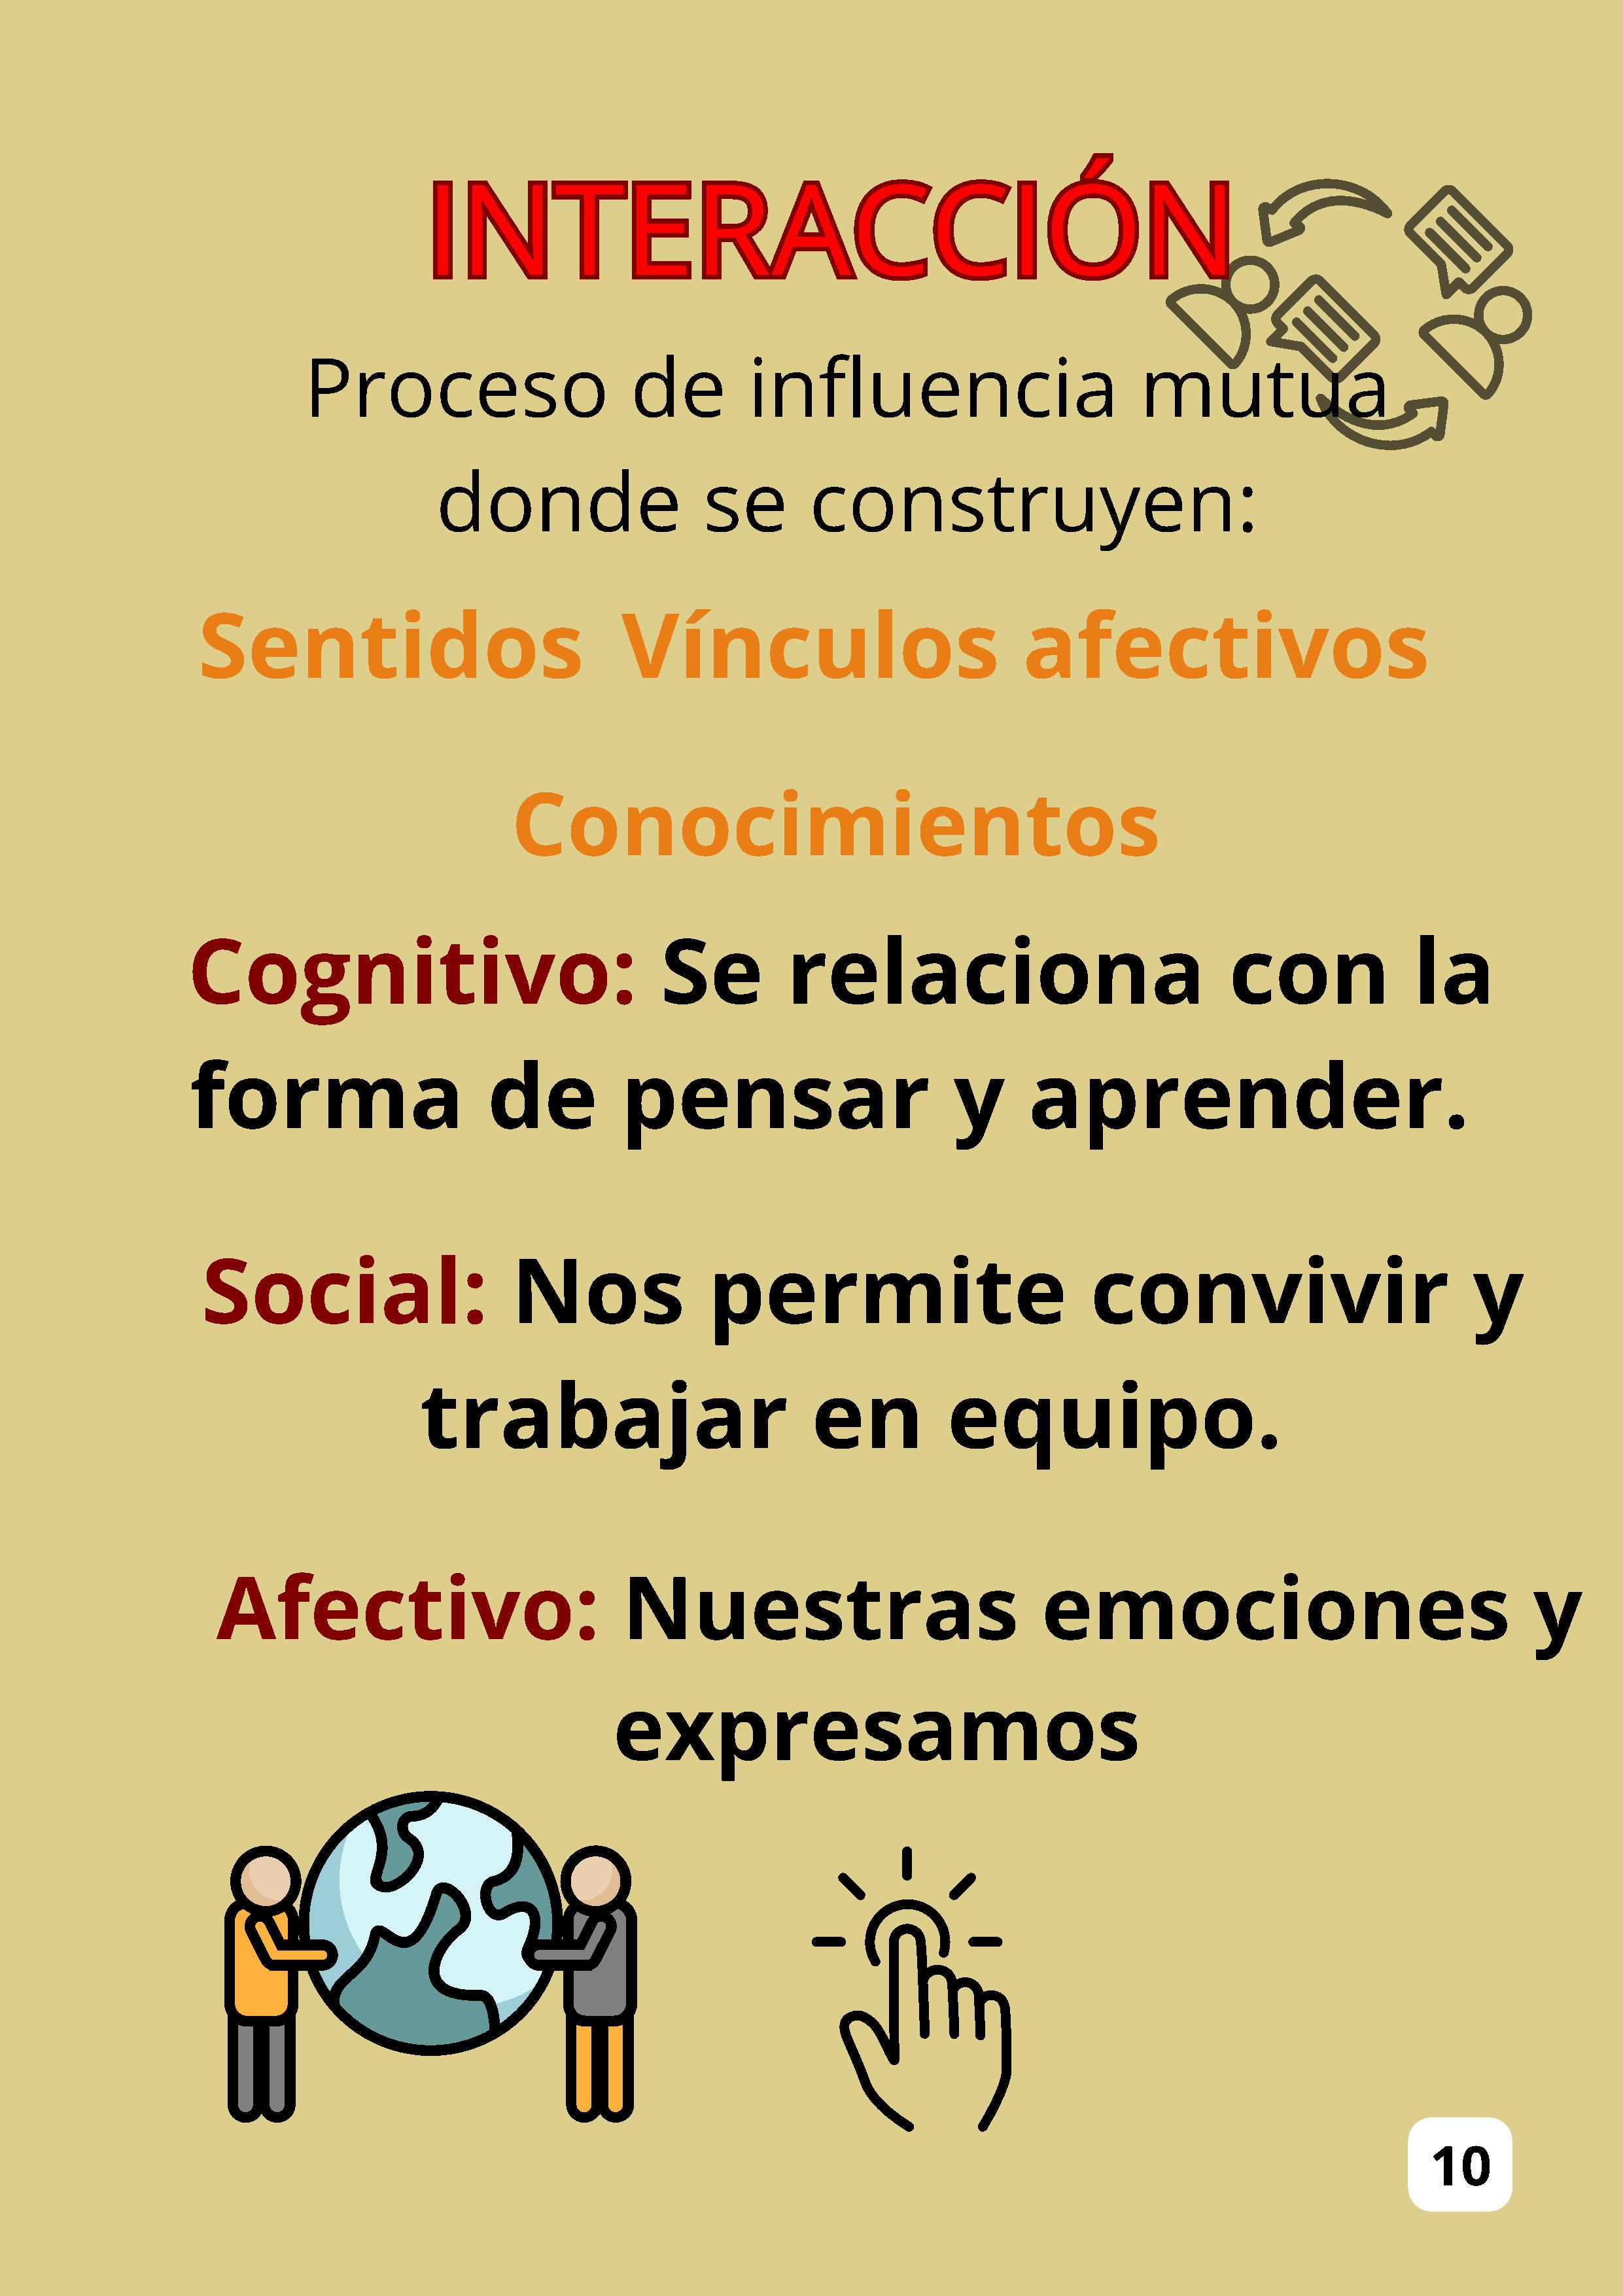 INTERACCIÓN
Proceso de influencia mutua
donde se construyen:
Sentidos Vínculos afectivos
Conocimientos
Cognitivo: Se relaciona con la
forma de pensar y aprender.
Social: Nos permite convivir y
trabajar en equipo.
Afectivo: Nuestras emociones y
expresamos
10